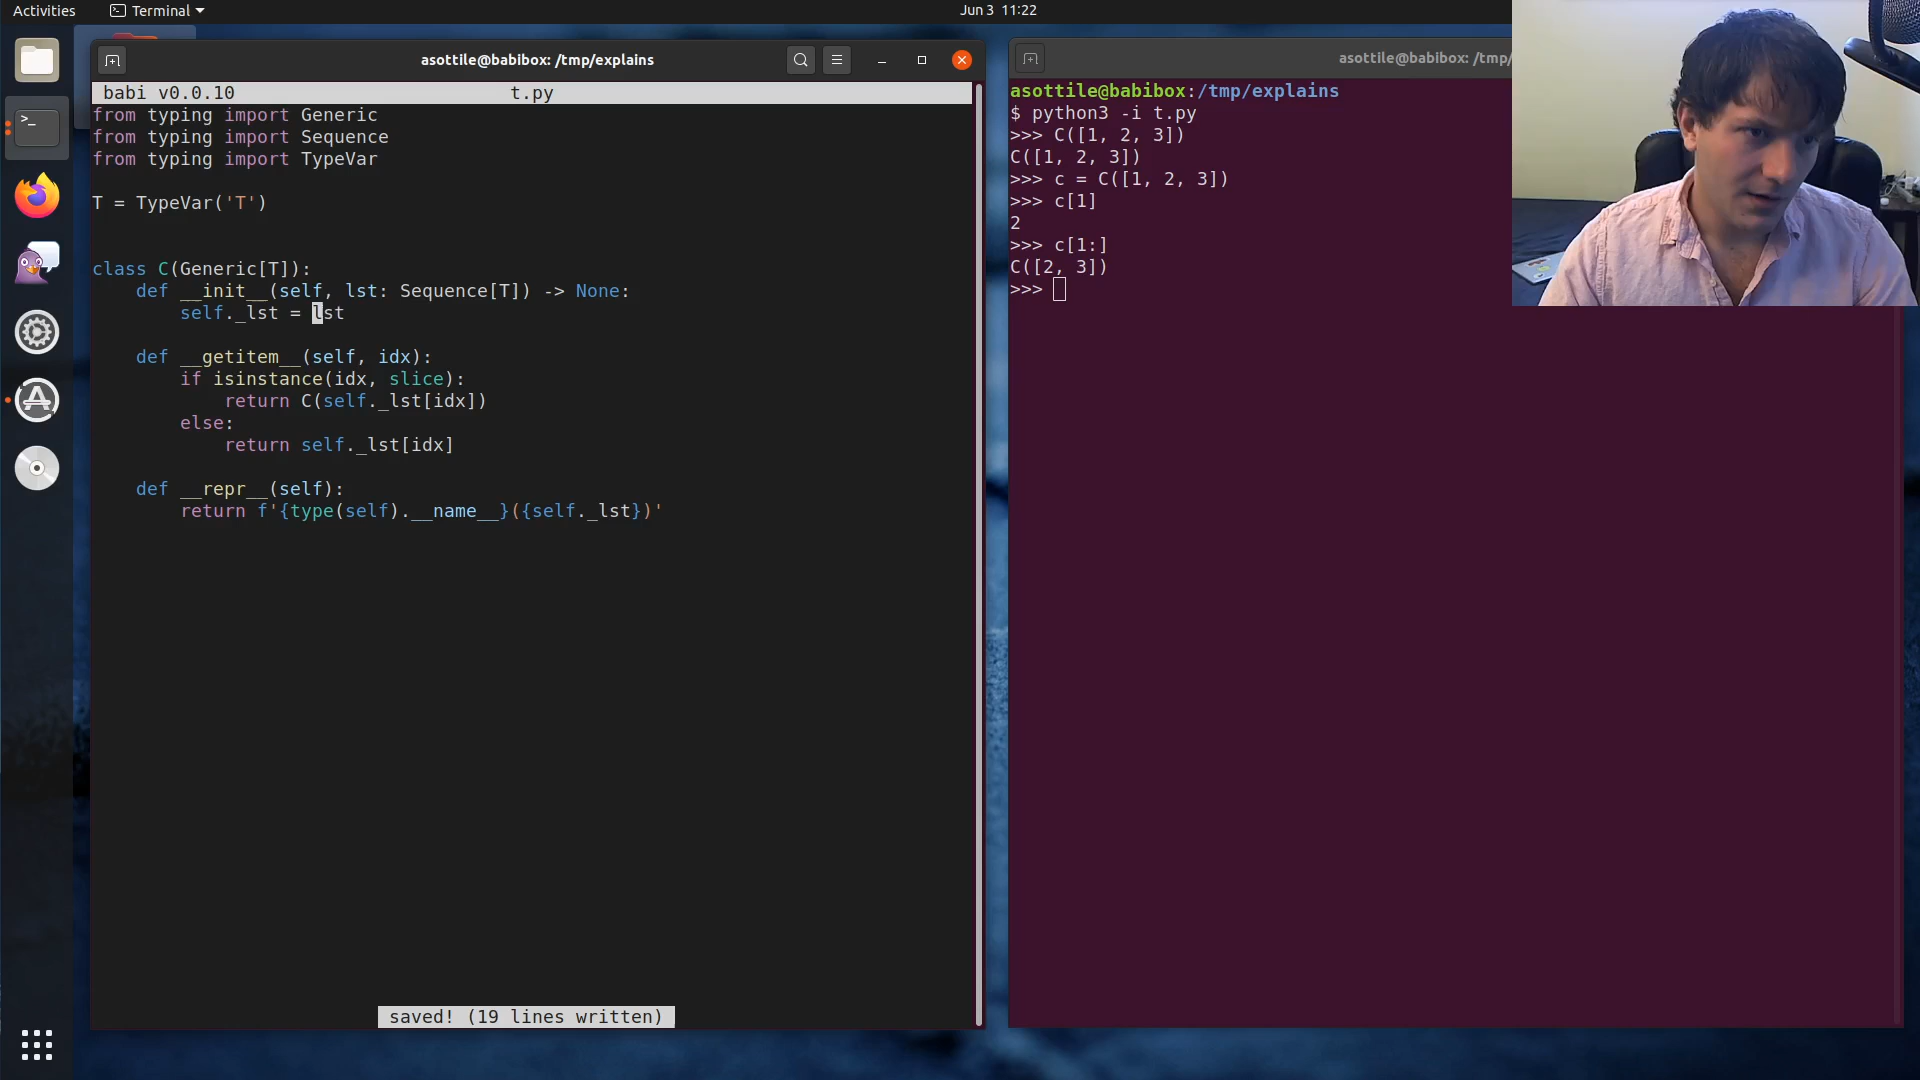 Activities
Terminal
Jun 3 11:22
asottile@babibox: /tmp/explains
babi v0.0.10 t.py
from typing import Generic
from typing import Sequence
from typing import TypeVar
T = TypeVar('T')
class C(Generic[T]):
    def __init__(self, lst: Sequence[T]) -> None:
        self._lst = lst
    def __getitem__(self, idx):
        if isinstance(idx, slice):
            return C(self._lst[idx])
        else:
            return self._lst[idx]
    def __repr__(self):
        return f'{type(self).__name__}({self._lst})'
saved! (19 lines written)
asottile@babibox: /tmp/
asottile@babibox:/tmp/explains
$ python3 -i t.py
>>> C([1, 2, 3])
C([1, 2, 3])
>>> c = C([1, 2, 3])
>>> c[1]
2
>>> c[1:]
C([2, 3])
>>>